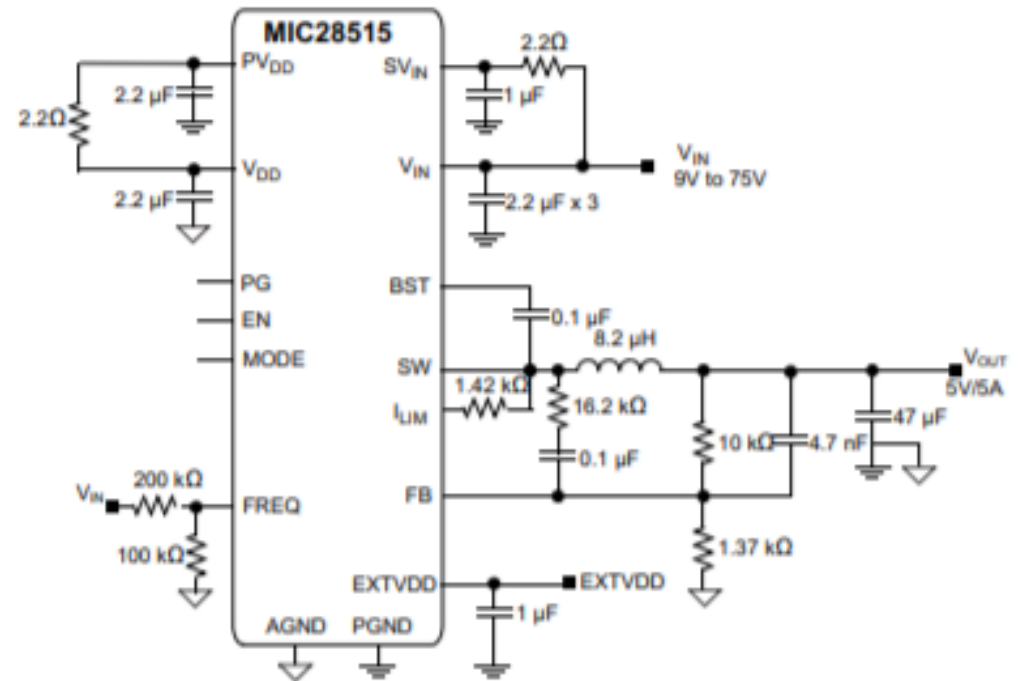 MIC28515
PVDD
2.2 µF
2.2Ω
VDD
2.2 µF
PG
EN
MODE
VIN
200 kΩ
FREQ
100 kΩ
AGND
PGND
SVIN
2.2Ω
1 µF
VIN
VIN
9V to 75V
2.2 µF x 3
BST
0.1 µF
8.2 µH
SW
VOUT
5V/5A
1.42 kΩ
ILIM
16.2 kΩ
47 µF
10 kΩ
4.7 nF
0.1 µF
FB
1.37 kΩ
EXTVDD
EXTVDD
1 µF